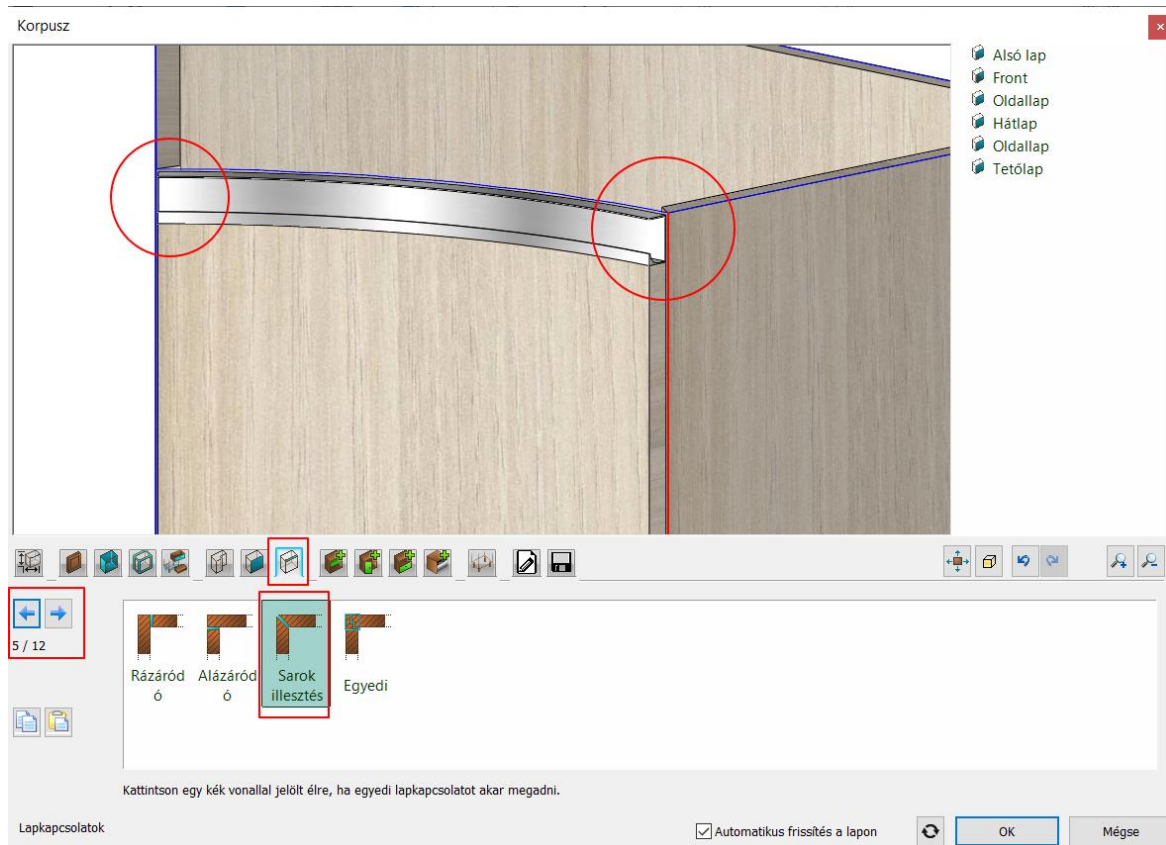 Korpusz
Alsó lap
Front
Oldallap
Hátlap
Oldallap
Tetőlap
5 / 12
Rázáród
ó
Alázáród
ó
Sarok
illesztés
Egyedi
Kattintson egy kék vonallal jelölt élre, ha egyedi lapkapcsolatot akar megadni.
Lapkapcsolatok
Automatikus frissítés a lapon
OK
Mégse